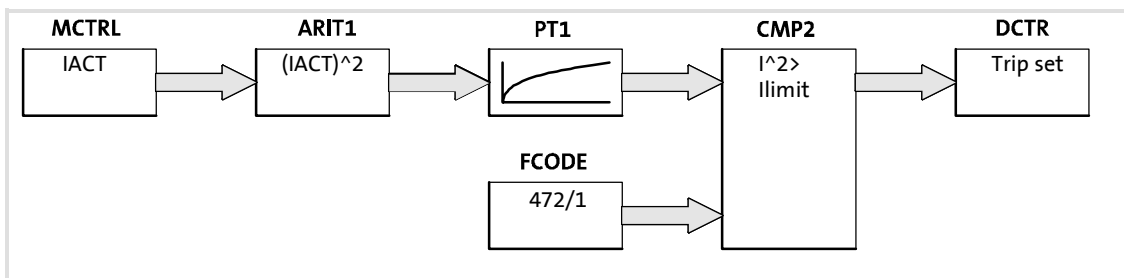 MCTRL
IACT
ARIT1
(IACT)^2
PT1
CMP2
I^2>
Ilimit
DCTR
Trip set
FCODE
472/1